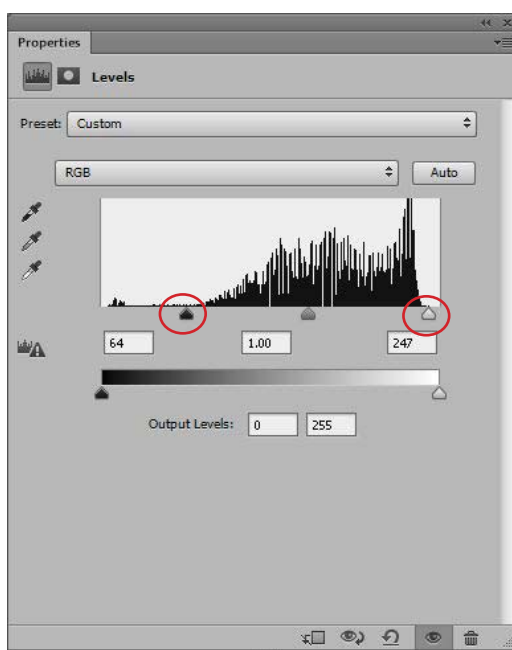 Properties
Levels
Preset: Custom
RGB Auto
64 1.00 247
Output Levels: 0 255